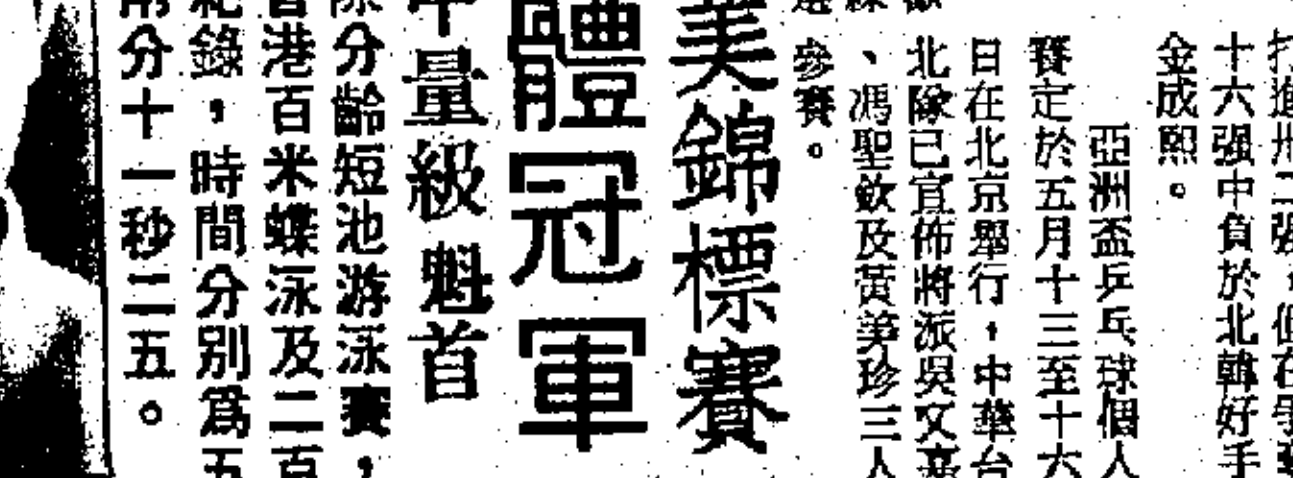 打進卅二強，但在爭
十六强中負於北韓好手
金成熙。
亞洲盃乒乓球個人
賽定於五月十三至十六
日在北京舉行，中華台
北隊已宣佈將派吳文嘉
、馮聖欽及黃筭珍三人
參賽。
美錦標賽
體冠軍
中量級魁首
分齡短池游泳賽，
香港百米蝶泳及二百
紀錄，時間分別爲五
分十一秒二五。